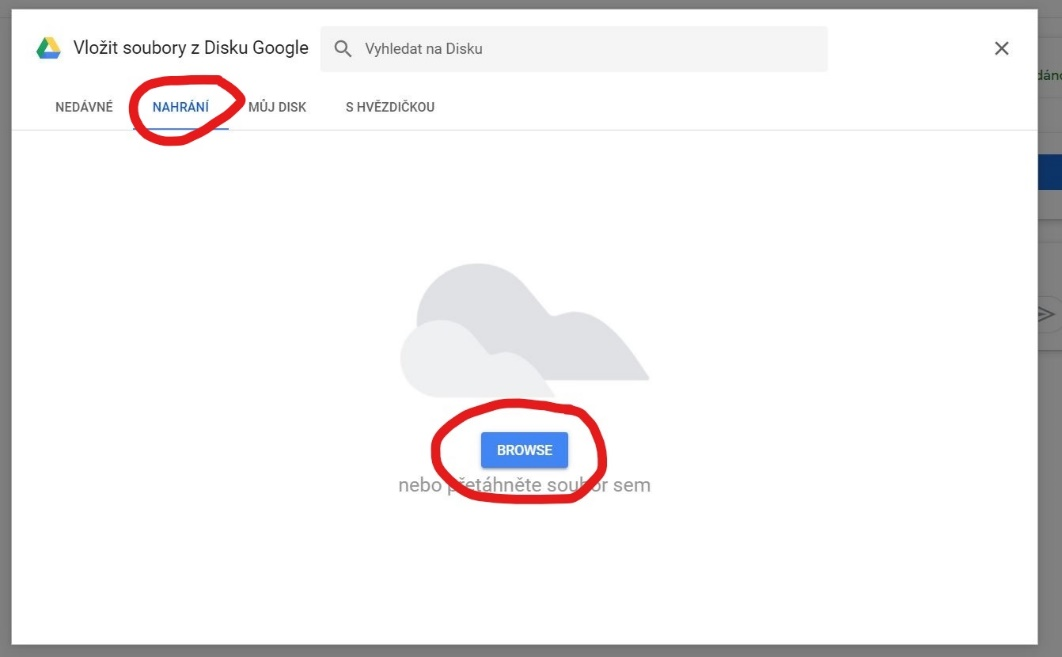 Vložit soubory z Disku Google
Vyhledat na Disku
NEDÁVNÉ NAHRÁNÍ MŮJ DISK S HVĚZDIČKOU
BROWSE
nebo přetáhněte soubor sem